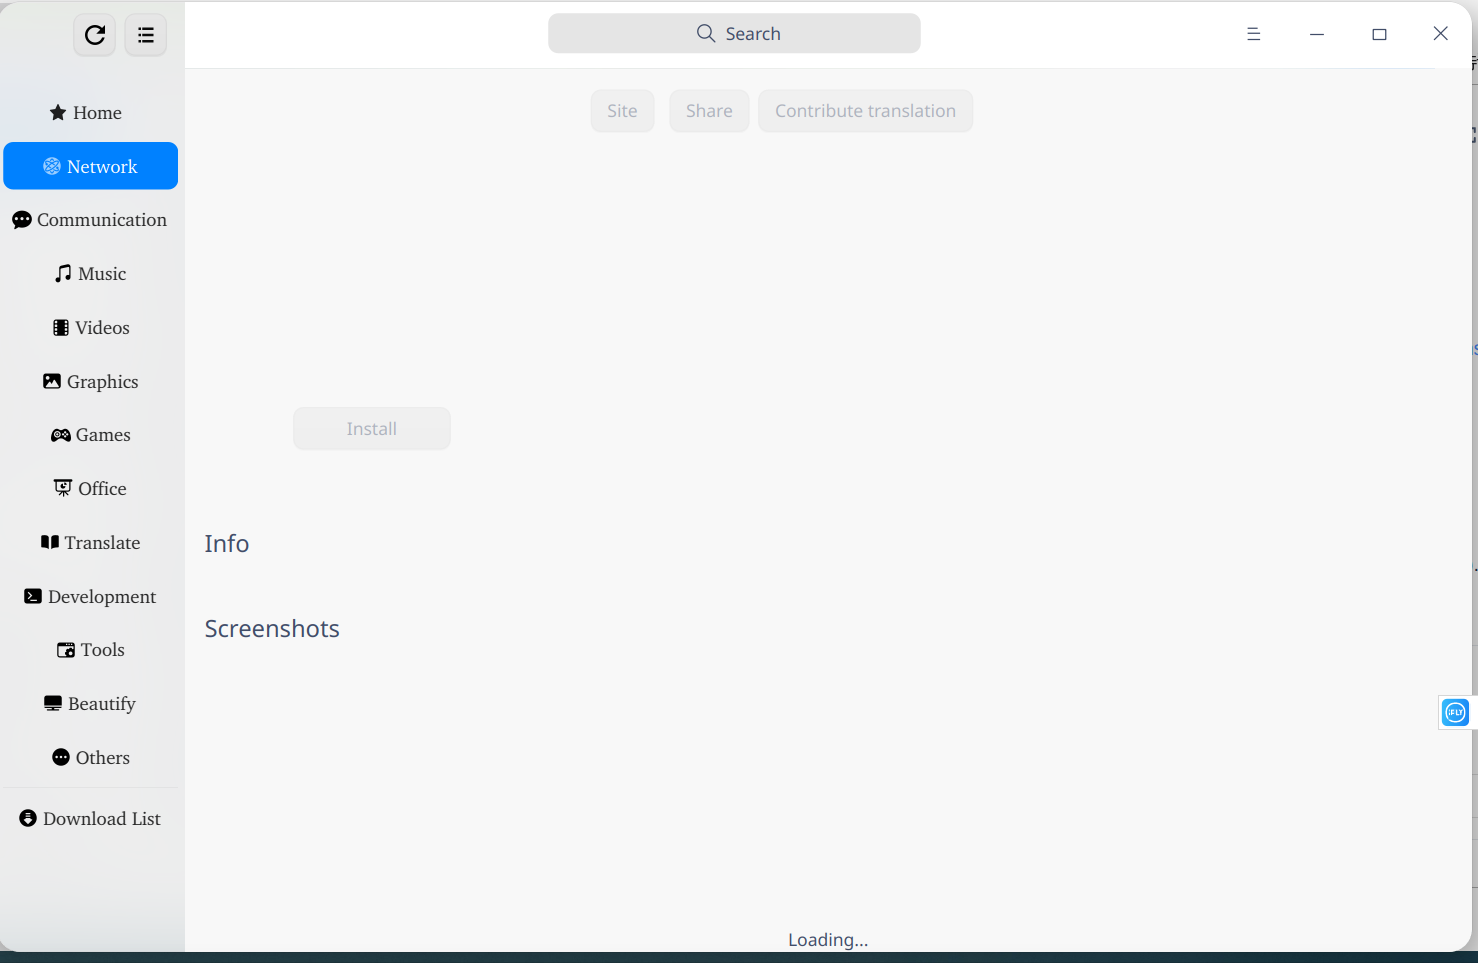 Search
Home
Network
Communication
Music
Videos
Graphics
Games
Office
Translate
Development
Tools
Beautify
Others
Download List
Site
Share
Contribute translation
Install
Info
Screenshots
iFLY
Loading...